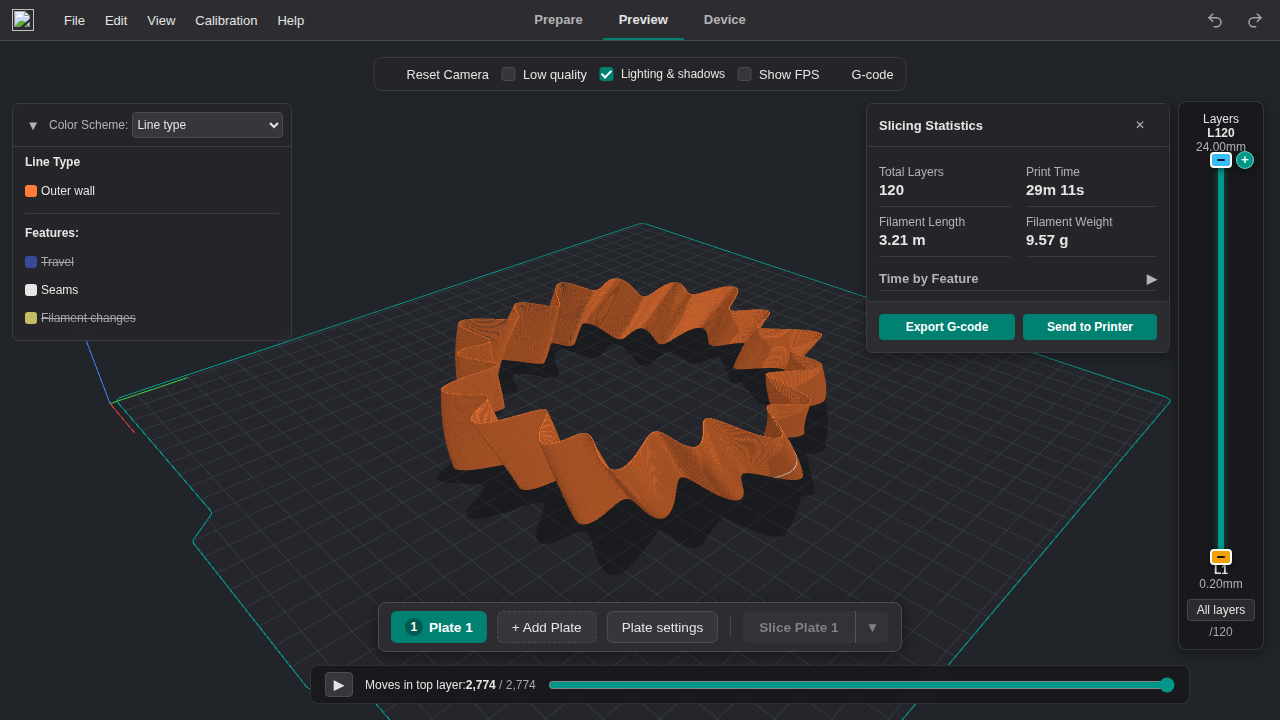 File Edit View Calibration Help
Prepare Preview Device
Reset Camera Low quality Lighting & shadows Show FPS G-code
▼ Color Scheme: Line type
Line Type
Outer wall
Features:
Travel
Seams
Filament changes
Slicing Statistics ×
Total Layers
120
Print Time
29m 11s
Filament Length
3.21 m
Filament Weight
9.57 g
Time by Feature ▶
Export G-code Send to Printer
Layers
L120
24.00mm
+
L1
0.20mm
All layers
/120
1 Plate 1 + Add Plate Plate settings Slice Plate 1 ▼
▶ Moves in top layer:2,774 / 2,774